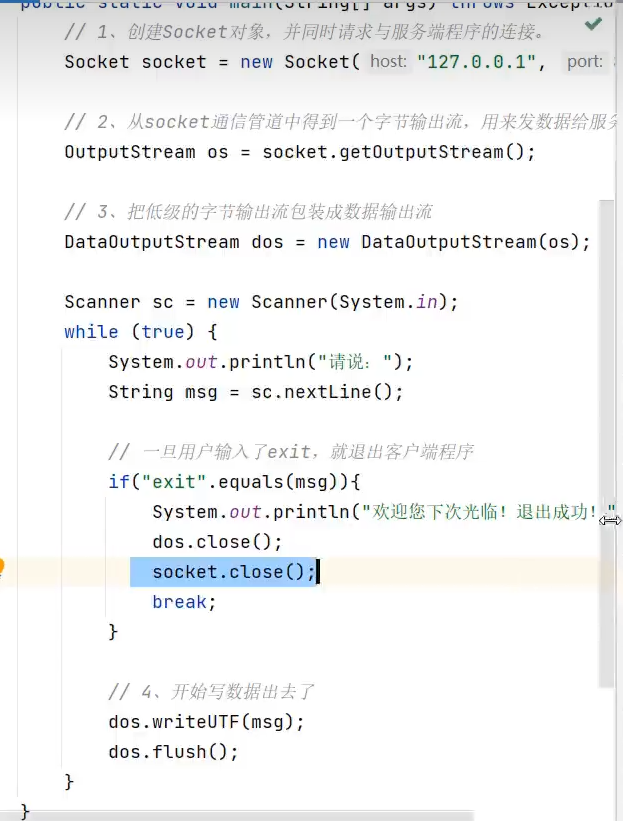 public static void main(String[] args) throws Exception
// 1、创建Socket对象，并同时请求与服务端程序的连接。
Socket socket = new Socket( host: "127.0.0.1", port:
// 2、从socket通信管道中得到一个字节输出流，用来发数据给服务
OutputStream os = socket.getOutputStream();
// 3、把低级的字节输出流包装成数据输出流
DataOutputStream dos = new DataOutputStream(os);
Scanner sc = new Scanner(System.in);
while (true) {
System.out.println("请说：");
String msg = sc.nextLine();
// 一旦用户输入了exit，就退出客户端程序
if("exit".equals(msg)){
System.out.println("欢迎您下次光临！退出成功！"
dos.close();
socket.close();
break;
}
// 4、开始写数据出去了
dos.writeUTF(msg);
dos.flush();
}
}